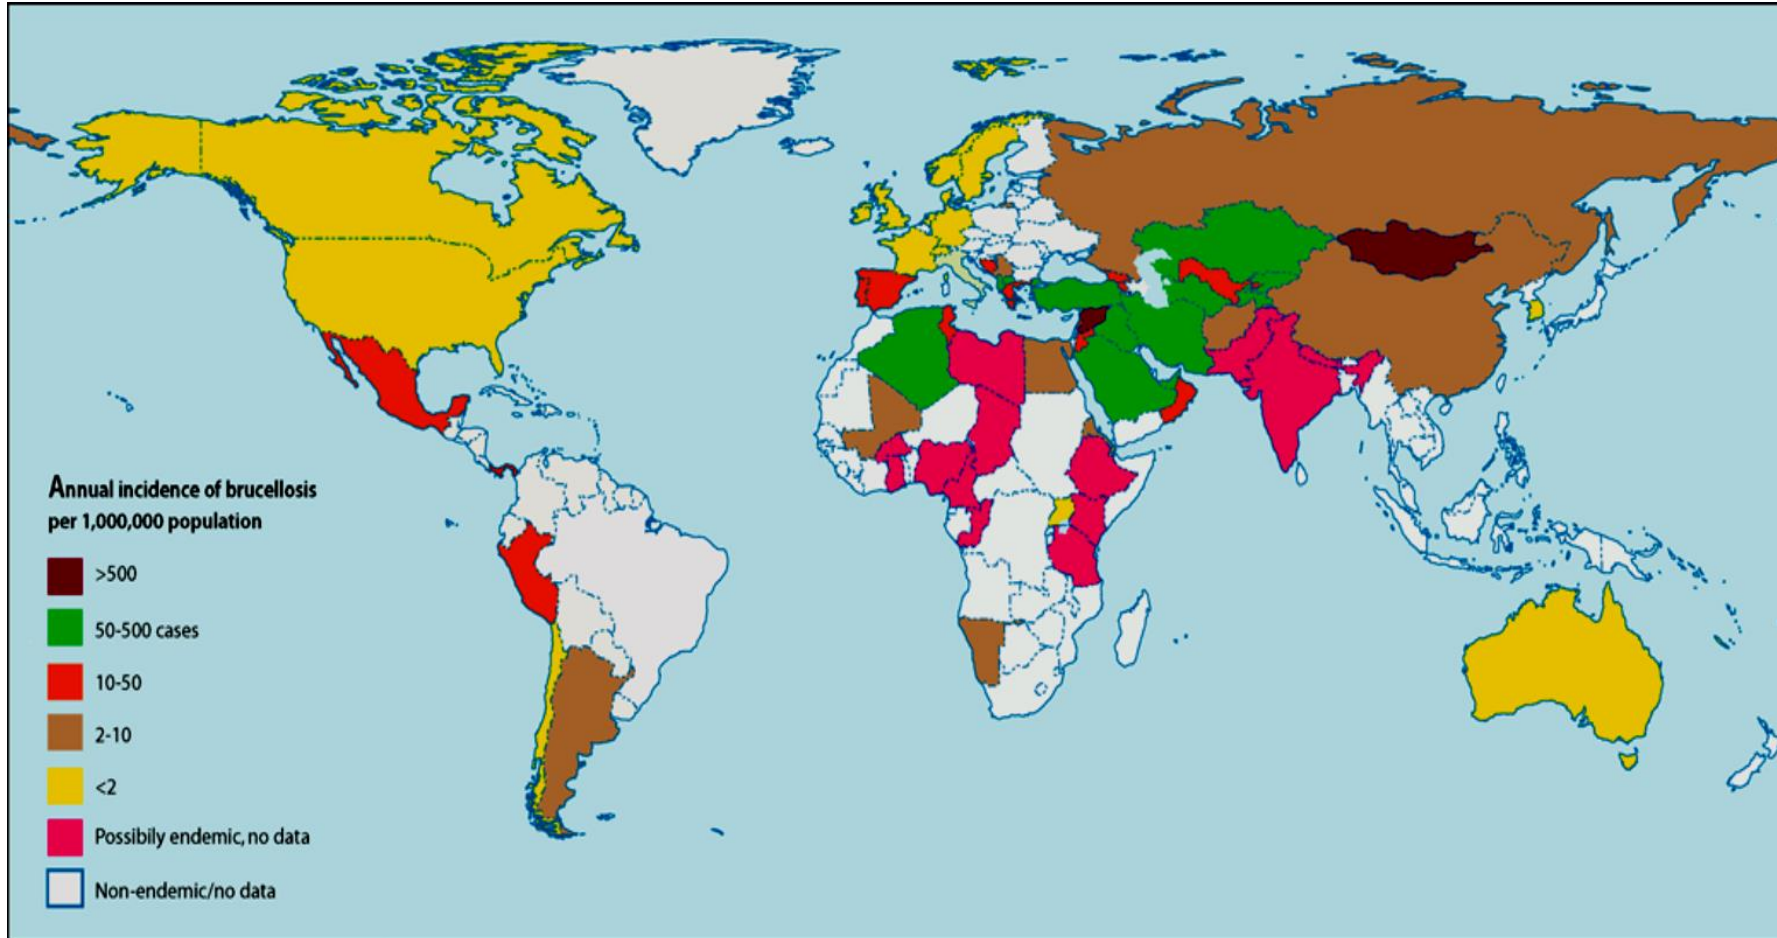 Annual incidence of brucellosis
per 1,000,000 population
>500
50-500 cases
10-50
2-10
<2
Possibily endemic, no data
Non-endemic/no data